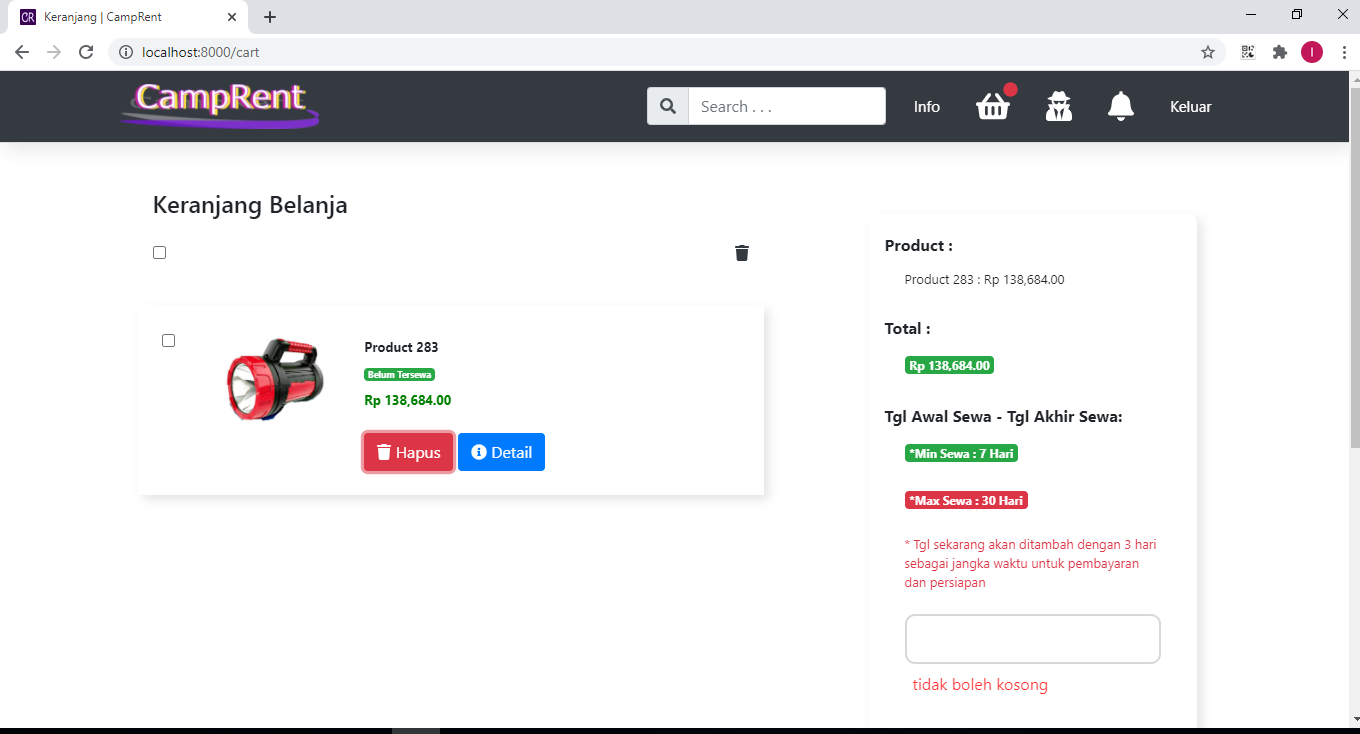 CR
Keranjang | CampRent
localhost:8000/cart
I
CampRent
Search . . .
Info
Keluar
Keranjang Belanja
Product 283
Belum Tersewa
Rp 138,684.00
Hapus
Detail
Product :
Product 283 : Rp 138,684.00
Total :
Rp 138,684.00
Tgl Awal Sewa - Tgl Akhir Sewa:
*Min Sewa : 7 Hari
*Max Sewa : 30 Hari
* Tgl sekarang akan ditambah dengan 3 hari
sebagai jangka waktu untuk pembayaran
dan persiapan
tidak boleh kosong